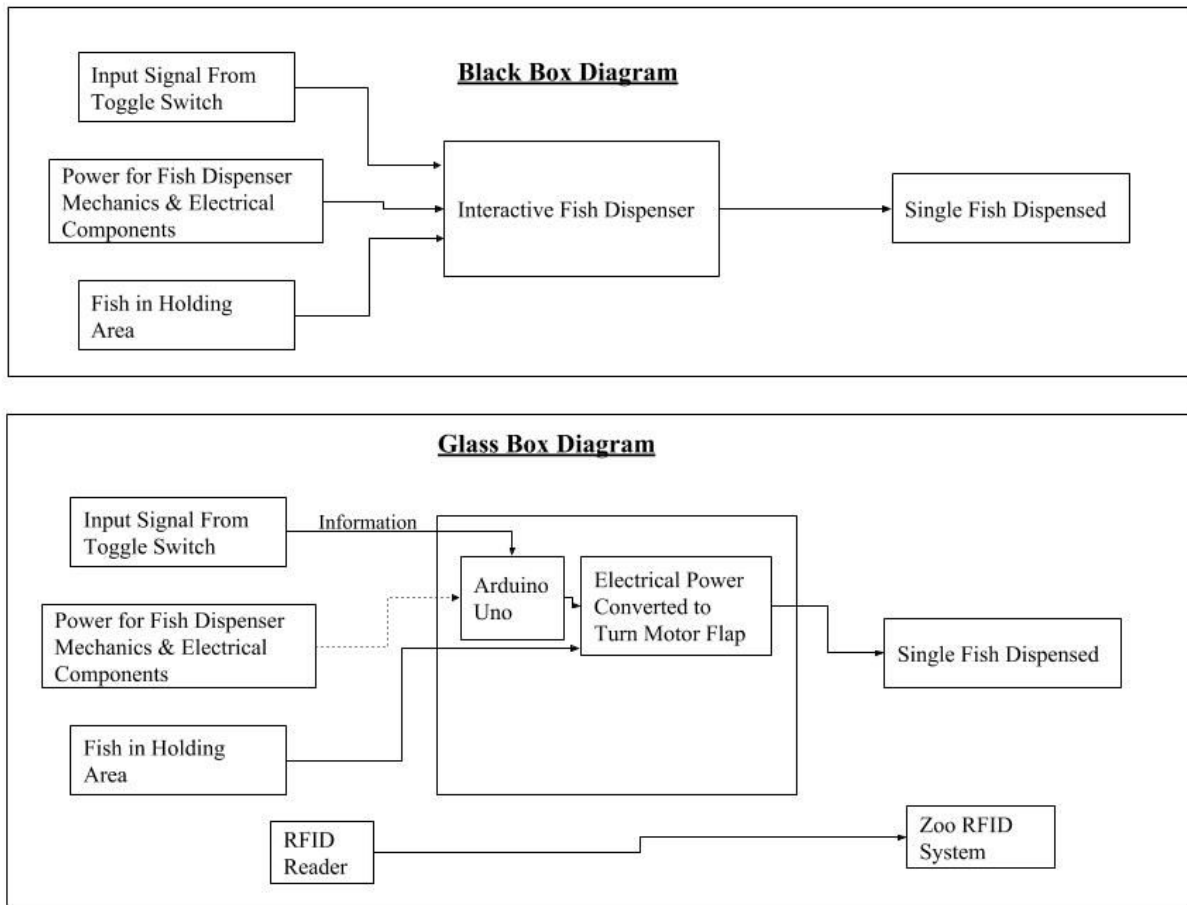 Black Box Diagram
Input Signal From
Toggle Switch
Power for Fish Dispenser
Mechanics & Electrical
Components
Fish in Holding
Area
Interactive Fish Dispenser
Single Fish Dispensed
Glass Box Diagram
Input Signal From
Toggle Switch
Information
Power for Fish Dispenser
Mechanics & Electrical
Components
Fish in Holding
Area
Arduino
Uno
Electrical Power
Converted to
Turn Motor Flap
Single Fish Dispensed
RFID
Reader
Zoo RFID
System